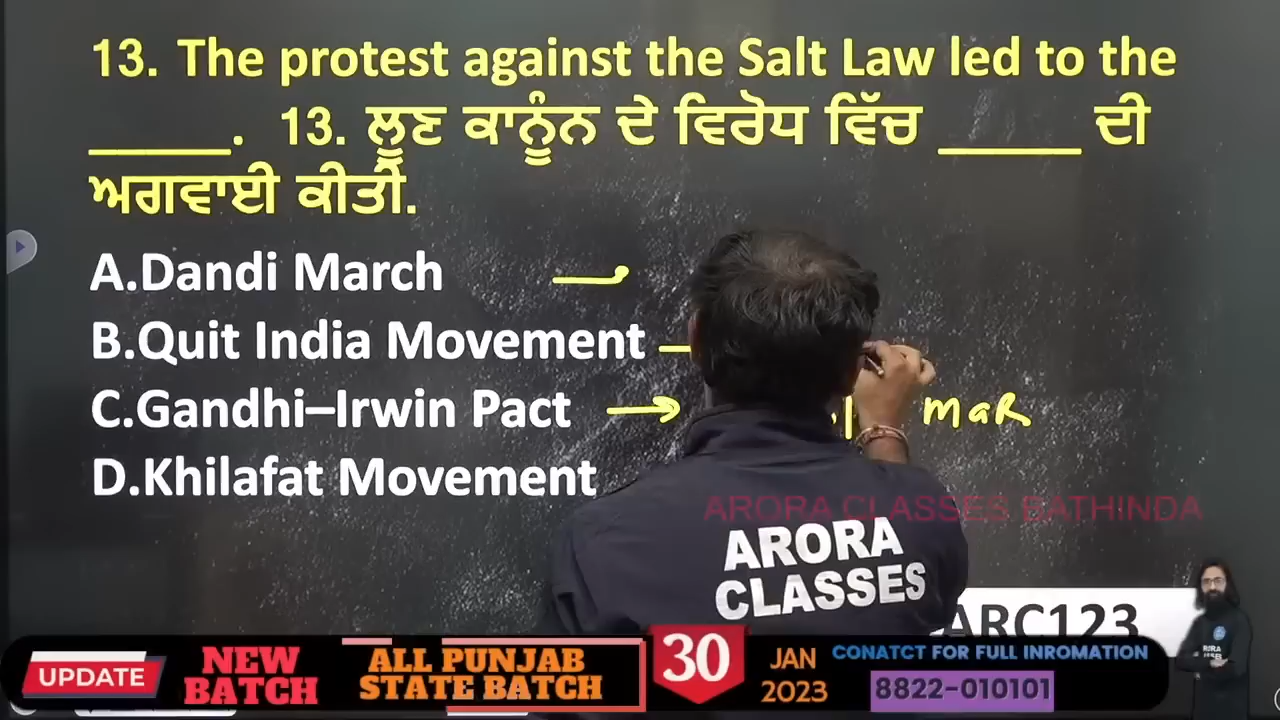 13. The protest against the Salt Law led to the
_____. 13. ਲੂਣ ਕਾਨੂੰਨ ਦੇ ਵਿਰੋਧ ਵਿੱਚ _____ ਦੀ
ਅਗਵਾਈ ਕੀਤੀ.
A.Dandi March
B.Quit India Movement
C.Gandhi–Irwin Pact
maR
D.Khilafat Movement
ARORA CLASSES BATHINDA
ARORA
CLASSES
ARC123
UPDATE
NEW
BATCH
ALL PUNJAB
STATE BATCH
30
JAN
2023
CONATCT FOR FULL INROMATION
8822-010101